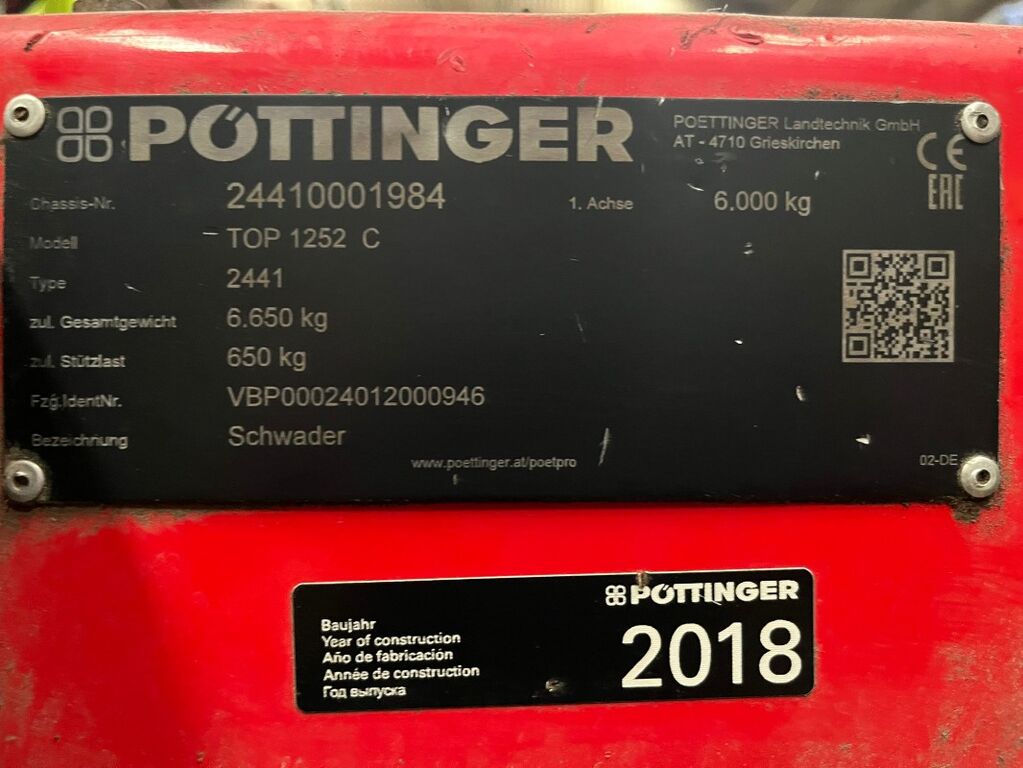 PÖTTINGER
POETTINGER Landtechnik GmbH
AT - 4710 Grieskirchen
CE
EAC
Chassis-Nr. 24410001984 1. Achse 6.000 kg
Modell TOP 1252 C
Type 2441
zul. Gesamtgewicht 6.650 kg
zul. Stützlast 650 kg
Fzg.IdentNr. VBP00024012000946
Bezeichnung Schwader
www.poettinger.at/poetpro
02-DE
PÖTTINGER
Baujahr
Year of construction
Año de fabricación
Année de construction
Год выпуска
2018